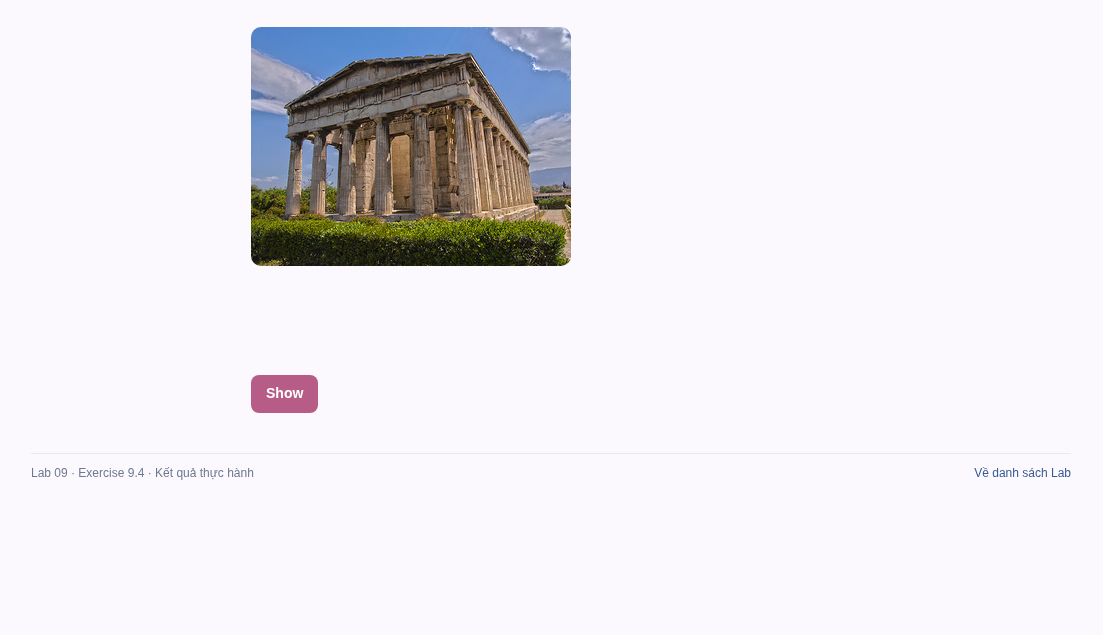 Show
Lab 09 · Exercise 9.4 · Kết quả thực hành
Về danh sách Lab